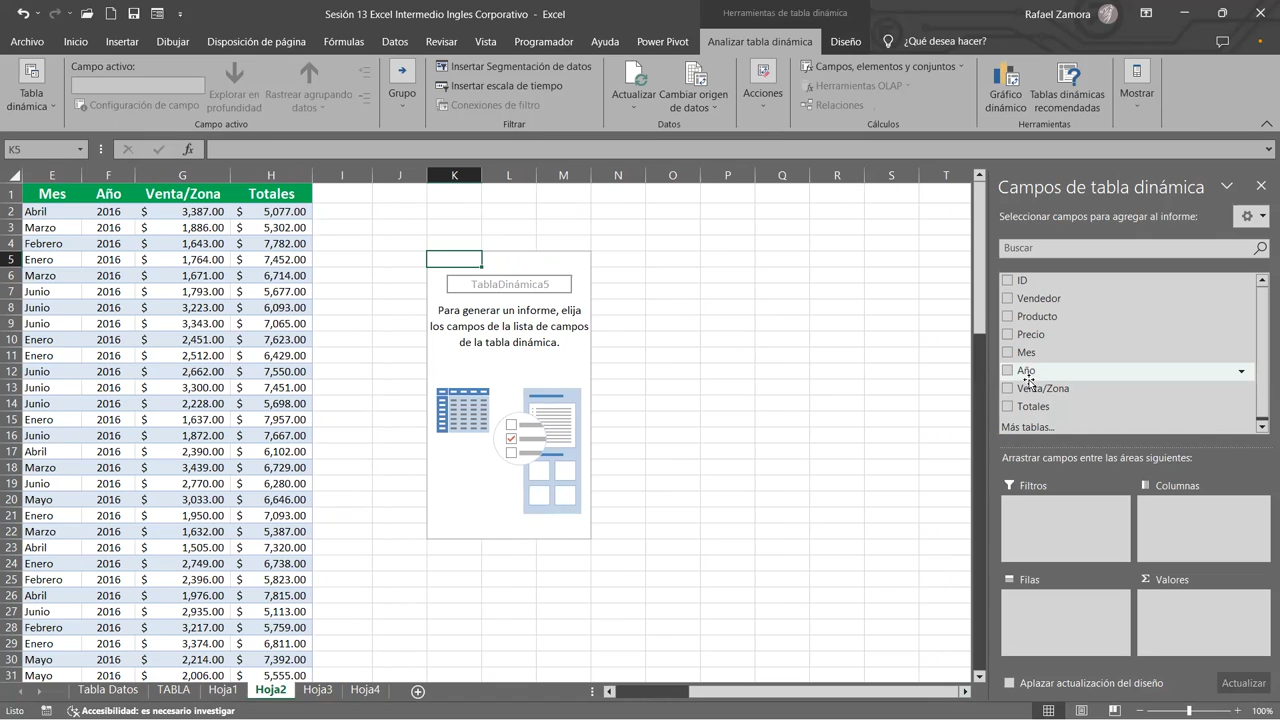 Sesión 13 Excel Intermedio Ingles Corporativo - Excel
Herramientas de tabla dinámica
Rafael Zamora
Archivo Inicio Insertar Dibujar Disposición de página Fórmulas Datos Revisar Vista Programador Ayuda Power Pivot Analizar tabla dinámica Diseño ¿Qué desea hacer?
Tabla dinámica
Campo activo:
Configuración de campo
Explorar en profundidad
Rastrear agrupando datos
Campo activo
Grupo
Insertar Segmentación de datos
Insertar escala de tiempo
Conexiones de filtro
Filtrar
Actualizar
Cambiar origen de datos
Datos
Acciones
Campos, elementos y conjuntos
Herramientas OLAP
Relaciones
Cálculos
Gráfico dinámico
Tablas dinámicas recomendadas
Herramientas
Mostrar
K5
fx
E F G H I J K L M N O P Q R S T
1 Mes Año Venta/Zona Totales
2 Abril 2016 $ 3,387.00 $ 5,077.00
3 Marzo 2016 $ 1,886.00 $ 5,302.00
4 Febrero 2016 $ 1,643.00 $ 7,782.00
5 Enero 2016 $ 1,764.00 $ 7,452.00
6 Marzo 2016 $ 1,671.00 $ 6,714.00
7 Junio 2016 $ 1,793.00 $ 5,677.00
8 Junio 2016 $ 3,223.00 $ 6,093.00
9 Junio 2016 $ 3,343.00 $ 7,065.00
10 Enero 2016 $ 2,451.00 $ 7,623.00
11 Enero 2016 $ 2,512.00 $ 6,429.00
12 Junio 2016 $ 2,662.00 $ 7,550.00
13 Junio 2016 $ 3,300.00 $ 7,451.00
14 Junio 2016 $ 2,228.00 $ 5,698.00
15 Enero 2016 $ 1,637.00 $ 7,957.00
16 Junio 2016 $ 1,872.00 $ 7,667.00
17 Abril 2016 $ 2,390.00 $ 6,102.00
18 Marzo 2016 $ 3,439.00 $ 6,729.00
19 Junio 2016 $ 2,770.00 $ 6,280.00
20 Mayo 2016 $ 3,033.00 $ 6,646.00
21 Enero 2016 $ 1,950.00 $ 7,093.00
22 Marzo 2016 $ 1,632.00 $ 5,387.00
23 Abril 2016 $ 1,505.00 $ 7,320.00
24 Enero 2016 $ 2,749.00 $ 6,738.00
25 Febrero 2016 $ 2,396.00 $ 5,823.00
26 Abril 2016 $ 1,976.00 $ 7,815.00
27 Junio 2016 $ 2,935.00 $ 5,113.00
28 Febrero 2016 $ 3,217.00 $ 5,759.00
29 Enero 2016 $ 3,374.00 $ 6,811.00
30 Mayo 2016 $ 2,214.00 $ 7,392.00
31 Mayo 2016 $ 2,006.00 $ 5,555.00
TablaDinámica5
Para generar un informe, elija
los campos de la lista de campos
de la tabla dinámica.
Campos de tabla dinámica
Seleccionar campos para agregar al informe:
Buscar
ID
Vendedor
Producto
Precio
Mes
Año
Venta/Zona
Totales
Más tablas...
Arrastrar campos entre las áreas siguientes:
Filtros
Columnas
Filas
Σ Valores
Aplazar actualización del diseño
Actualizar
Tabla Datos TABLA Hoja1 Hoja2 Hoja3 Hoja4
Listo
Accesibilidad: es necesario investigar
100%